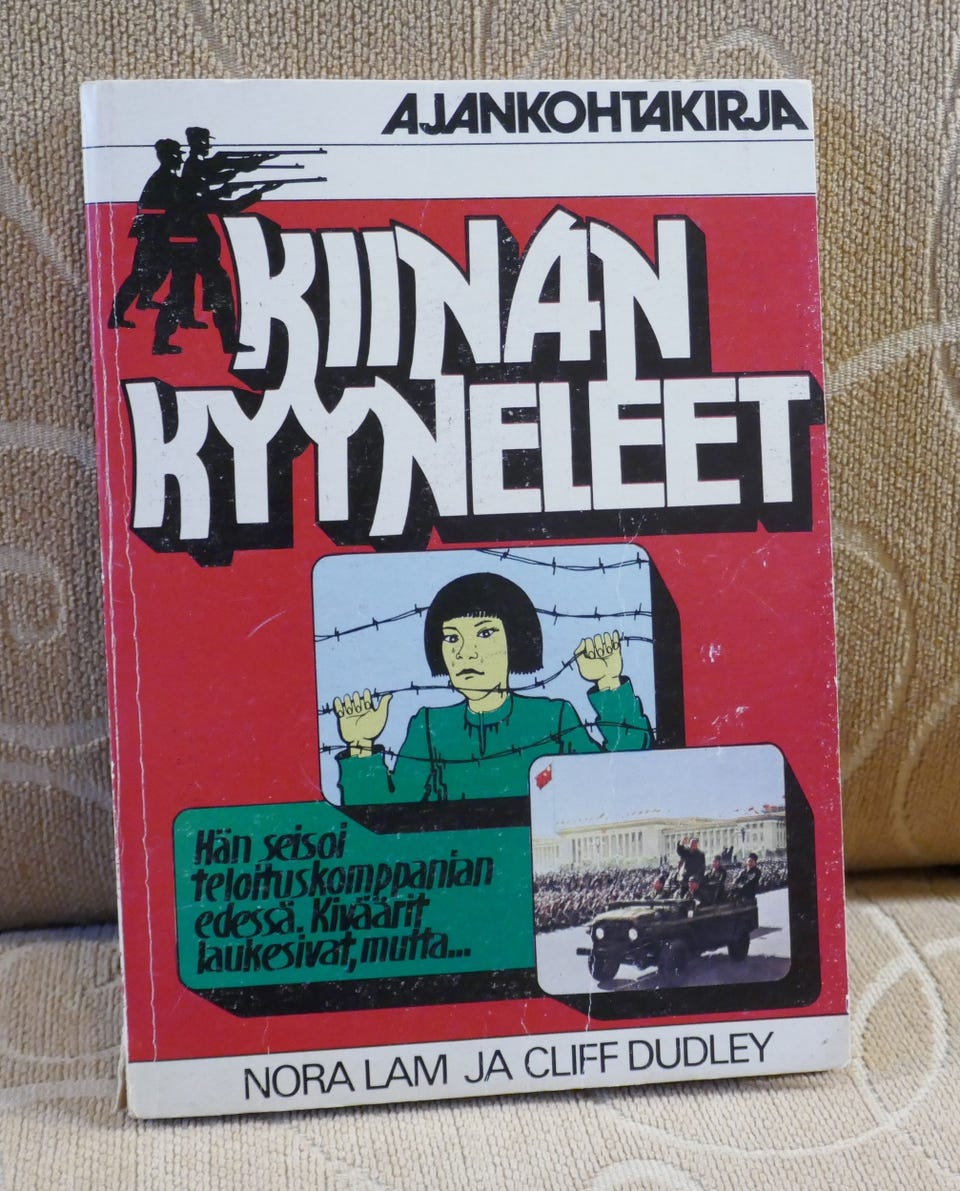 AJANKOHTAKIRJA
KIINAN
KYYNELEET
Hän seisoi
teloituskomppanian
edessä. Kiväärit
laukesivat, mutta...
NORA LAM JA CLIFF DUDLEY